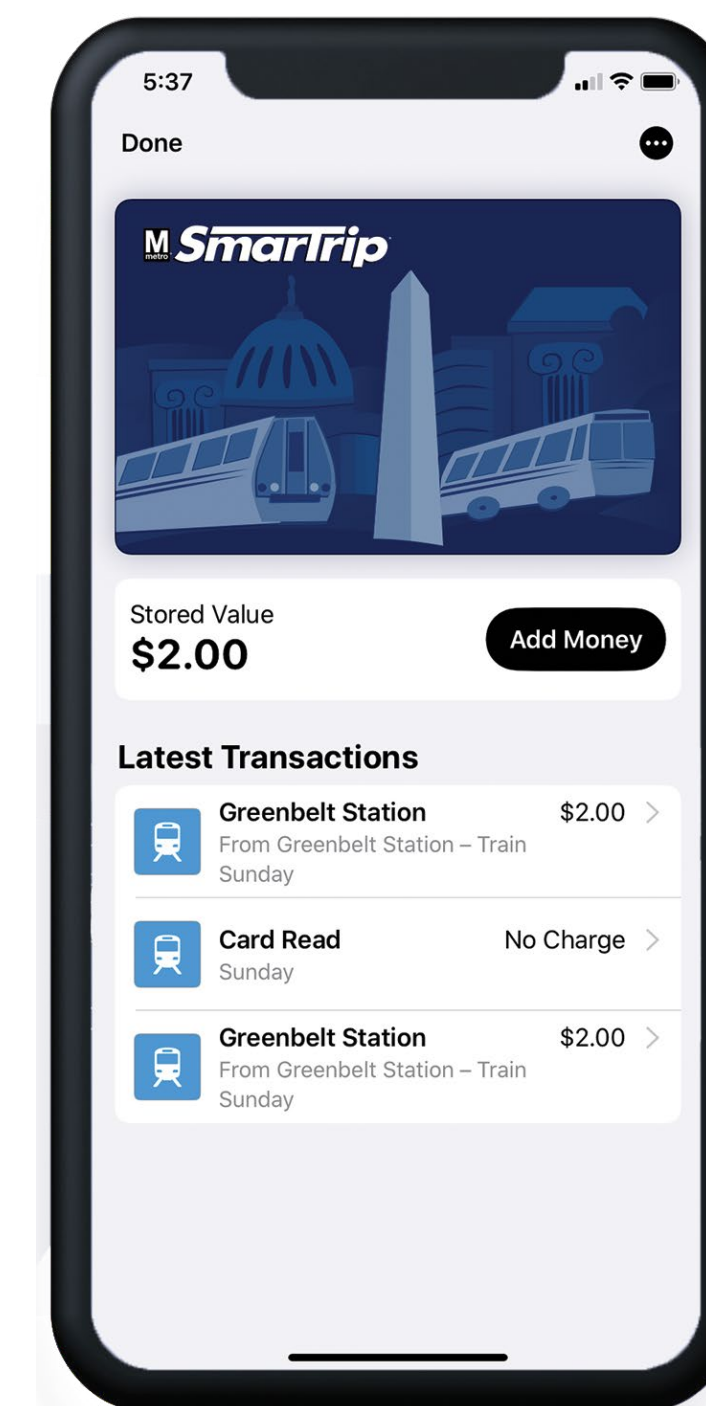 5:37
Done
M SmarTrip
metro
Stored Value
$2.00
Add Money
Latest Transactions
Greenbelt Station $2.00
From Greenbelt Station – Train
Sunday
Card Read No Charge
Sunday
Greenbelt Station $2.00
From Greenbelt Station – Train
Sunday